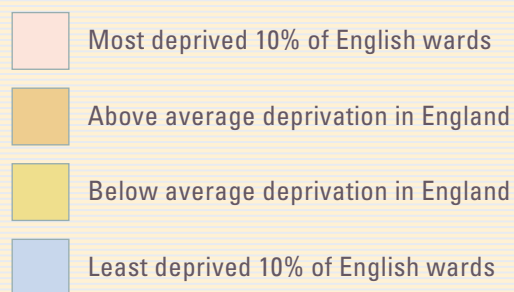 Most deprived 10% of English wards
Above average deprivation in England
Below average deprivation in England
Least deprived 10% of English wards